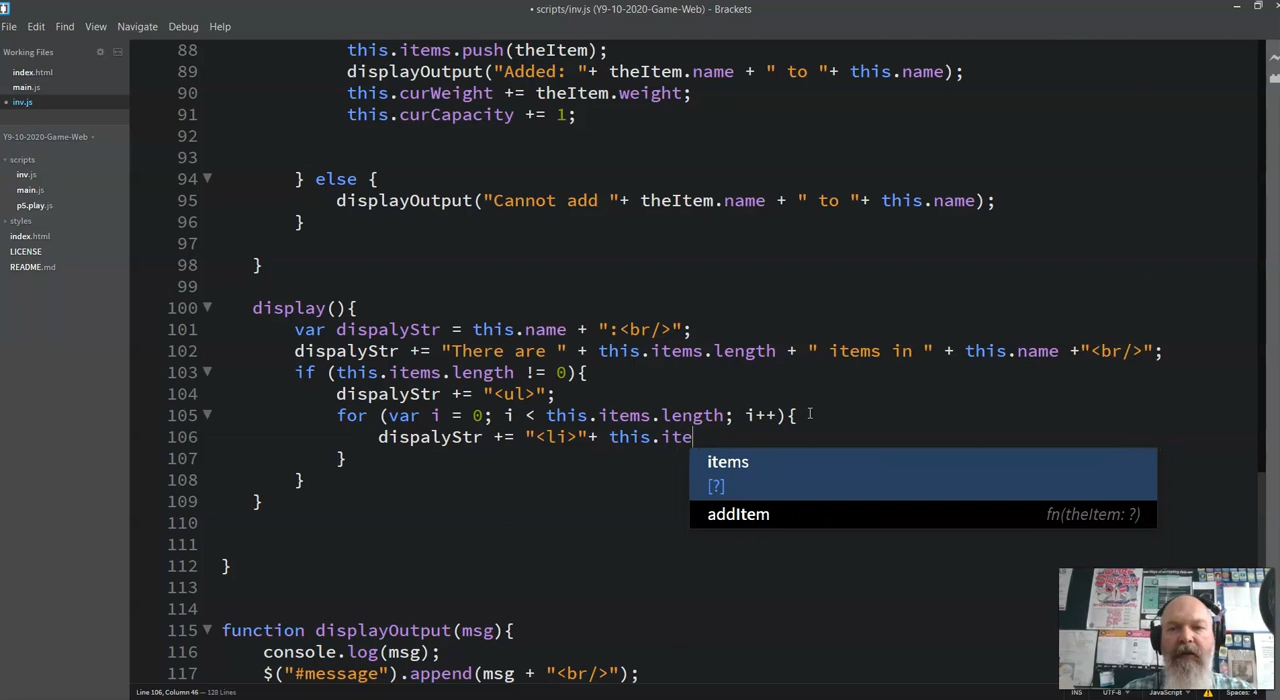 • scripts/inv.js (Y9-10-2020-Game-Web) - Brackets
File Edit Find View Navigate Debug Help
Working Files
index.html
main.js
• inv.js
Y9-10-2020-Game-Web
scripts
inv.js
main.js
p5.play.js
styles
index.html
LICENSE
README.md
88 this.items.push(theItem);
89 displayOutput("Added: "+ theItem.name + " to "+ this.name);
90 this.curWeight += theItem.weight;
91 this.curCapacity += 1;
92
93
94 } else {
95 displayOutput("Cannot add "+ theItem.name + " to "+ this.name);
96 }
97
98 }
99
100 display(){
101 var dispalyStr = this.name + ":<br/>";
102 dispalyStr += "There are " + this.items.length + " items in " + this.name +"<br/>";
103 if (this.items.length != 0){
104 dispalyStr += "<ul>";
105 for (var i = 0; i < this.items.length; i++){
106 dispalyStr += "<li>"+ this.ite
items
[?]
addItem fn(theItem: ?)
107 }
108 }
109 }
110
111
112 }
113
114
115 function displayOutput(msg){
116 console.log(msg);
117 $("#message").append(msg + "<br/>");
Line 106, Column 46 — 128 Lines
INS UTF-8 JavaScript Spaces: 4